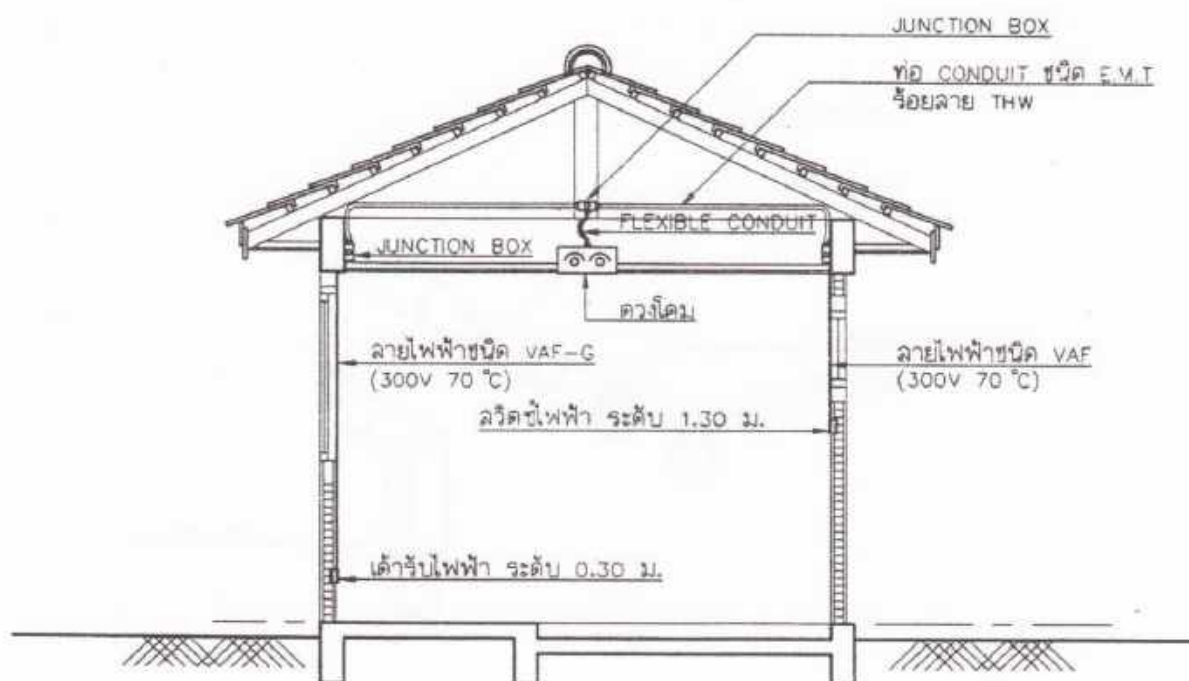 JUNCTION BOX
ท่อ CONDUIT ชนิด E.M.T
ร้อยสาย THW
FLEXIBLE CONDUIT
JUNCTION BOX
ดวงโคม
สายไฟฟ้าชนิด VAF-G
(300V 70 °C)
สายไฟฟ้าชนิด VAF
(300V 70 °C)
สวิตช์ไฟฟ้า ระดับ 1.30 ม.
เต้ารับไฟฟ้า ระดับ 0.30 ม.